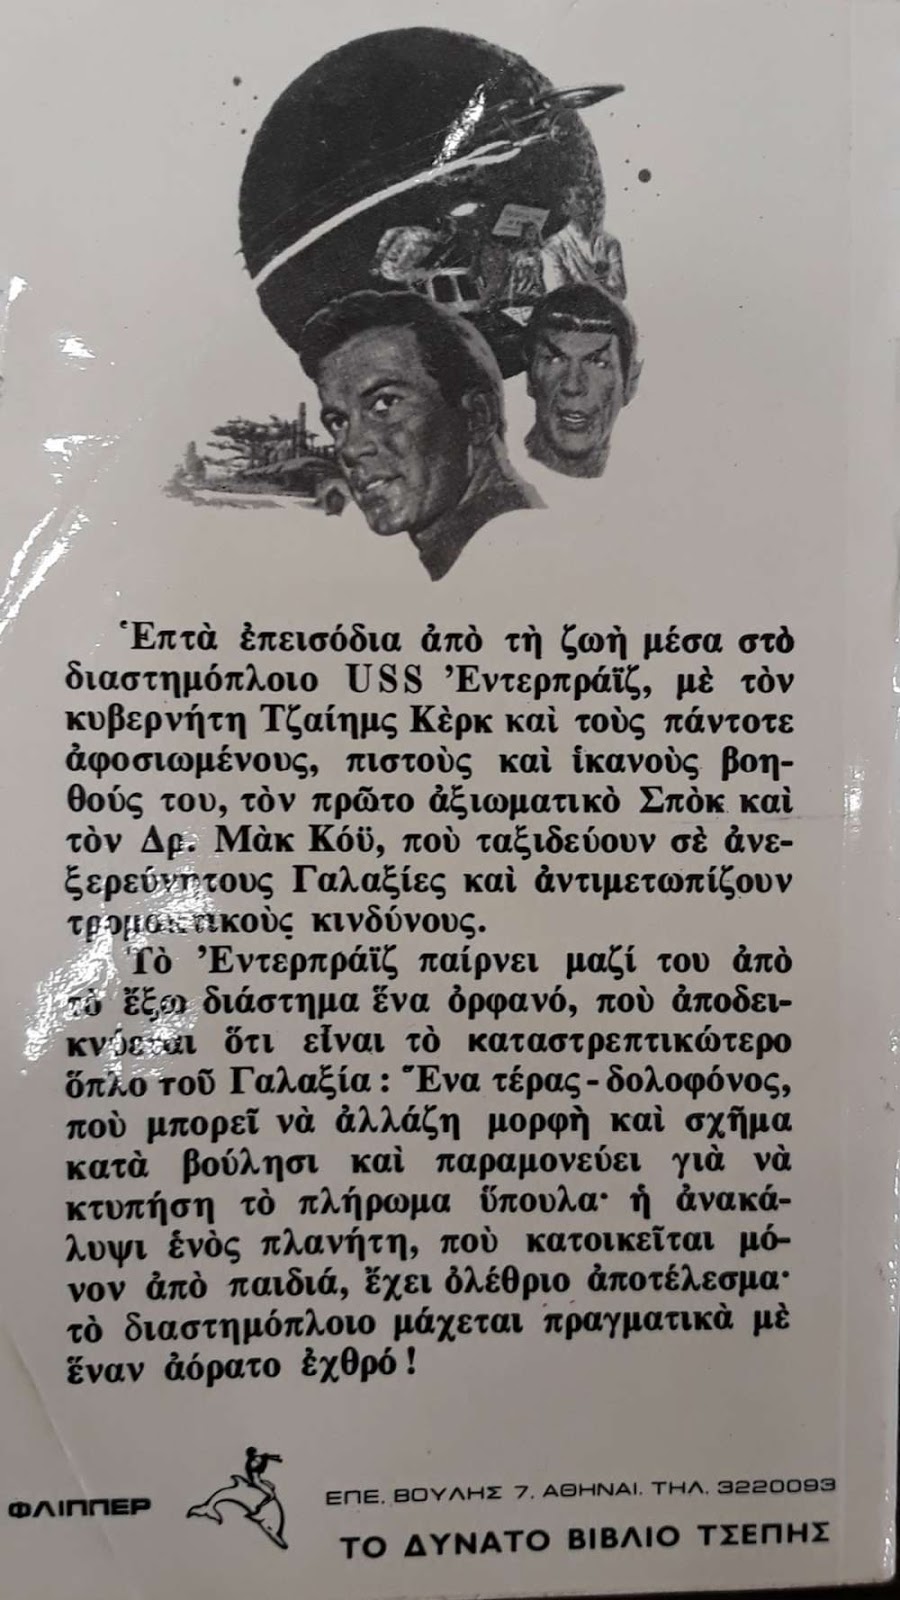 Ἑπτὰ ἐπεισόδια ἀπὸ τὴ ζωὴ μέσα στὸ
διαστημόπλοιο USS Ἐντερπράϊζ, μὲ τὸν
κυβερνήτη Τζαίημς Κὲρκ καὶ τοὺς πάντοτε
ἀφοσιωμένους, πιστοὺς καὶ ἱκανοὺς βοη-
θούς του, τὸν πρῶτο ἀξιωματικὸ Σπὸκ καὶ
τὸν Δρ. Μὰκ Κόϋ, ποὺ ταξιδεύουν σὲ ἀνε-
ξερεύνητους Γαλαξίες καὶ ἀντιμετωπίζουν
τρομακτικοὺς κινδύνους.
Τὸ Ἐντερπράϊζ παίρνει μαζί του ἀπὸ
τὸ ἔξω διάστημα ἕνα ὀρφανό, ποὺ ἀποδει-
κνύεται ὅτι εἶναι τὸ καταστρεπτικώτερο
ὅπλο τοῦ Γαλαξία : Ἕνα τέρας - δολοφόνος,
ποὺ μπορεῖ νὰ ἀλλάζη μορφὴ καὶ σχῆμα
κατὰ βούλησι καὶ παραμονεύει γιὰ νὰ
κτυπήση τὸ πλήρωμα ὕπουλα· ἡ ἀνακά-
λυψι ἑνὸς πλανήτη, ποὺ κατοικεῖται μό-
νον ἀπὸ παιδιά, ἔχει ὀλέθριο ἀποτέλεσμα·
τὸ διαστημόπλοιο μάχεται πραγματικὰ μὲ
ἕναν ἀόρατο ἐχθρό !
ΦΛΙΠΠΕΡ
ΕΠΕ. ΒΟΥΛΗΣ 7. ΑΘΗΝΑΙ. ΤΗΛ. 3220093
ΤΟ ΔΥΝΑΤΟ ΒΙΒΛΙΟ ΤΣΕΠΗΣ